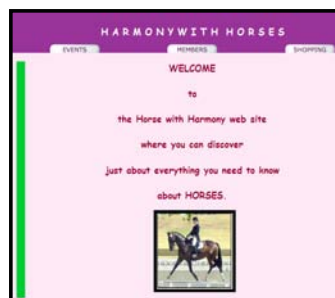 HARMONYWITH HORSES
EVENTS MEMBERS SHOPPING
WELCOME
to
the Horse with Harmony web site
where you can discover
just about everything you need to know
about HORSES.